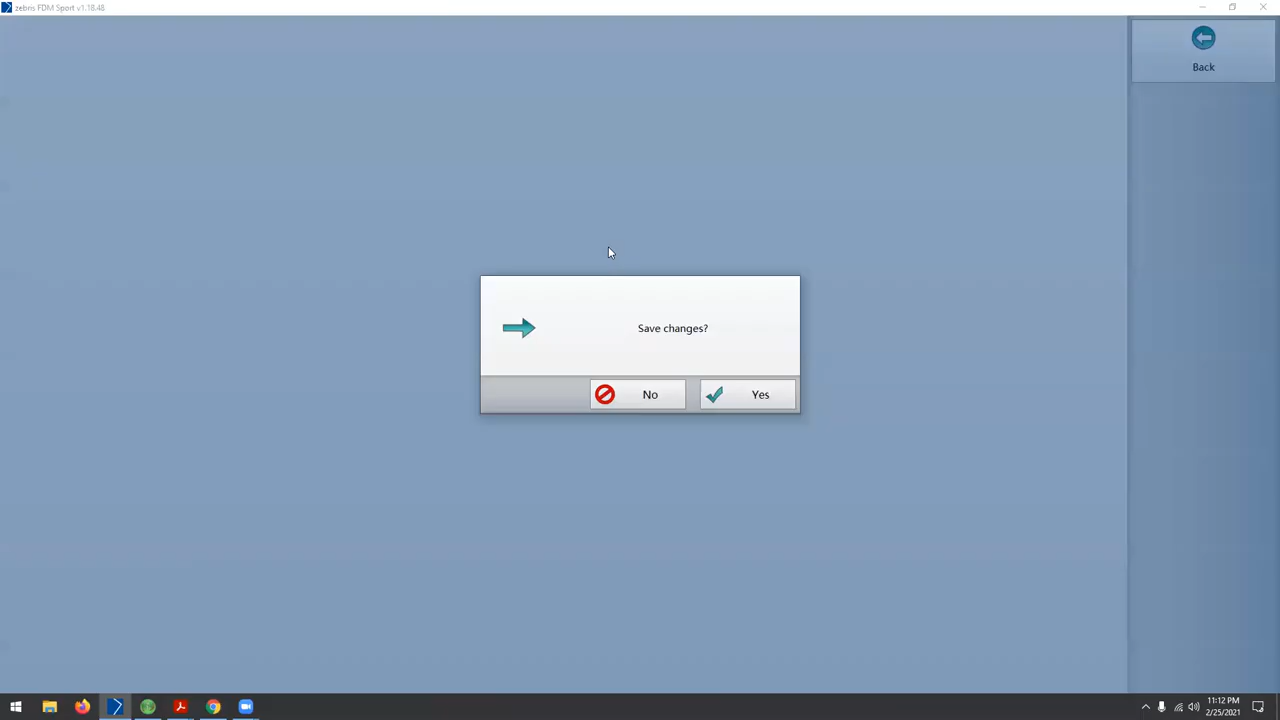 zebris FDM Sport v1.18.48
Back
Save changes?
No
Yes
11:12 PM
2/25/2021